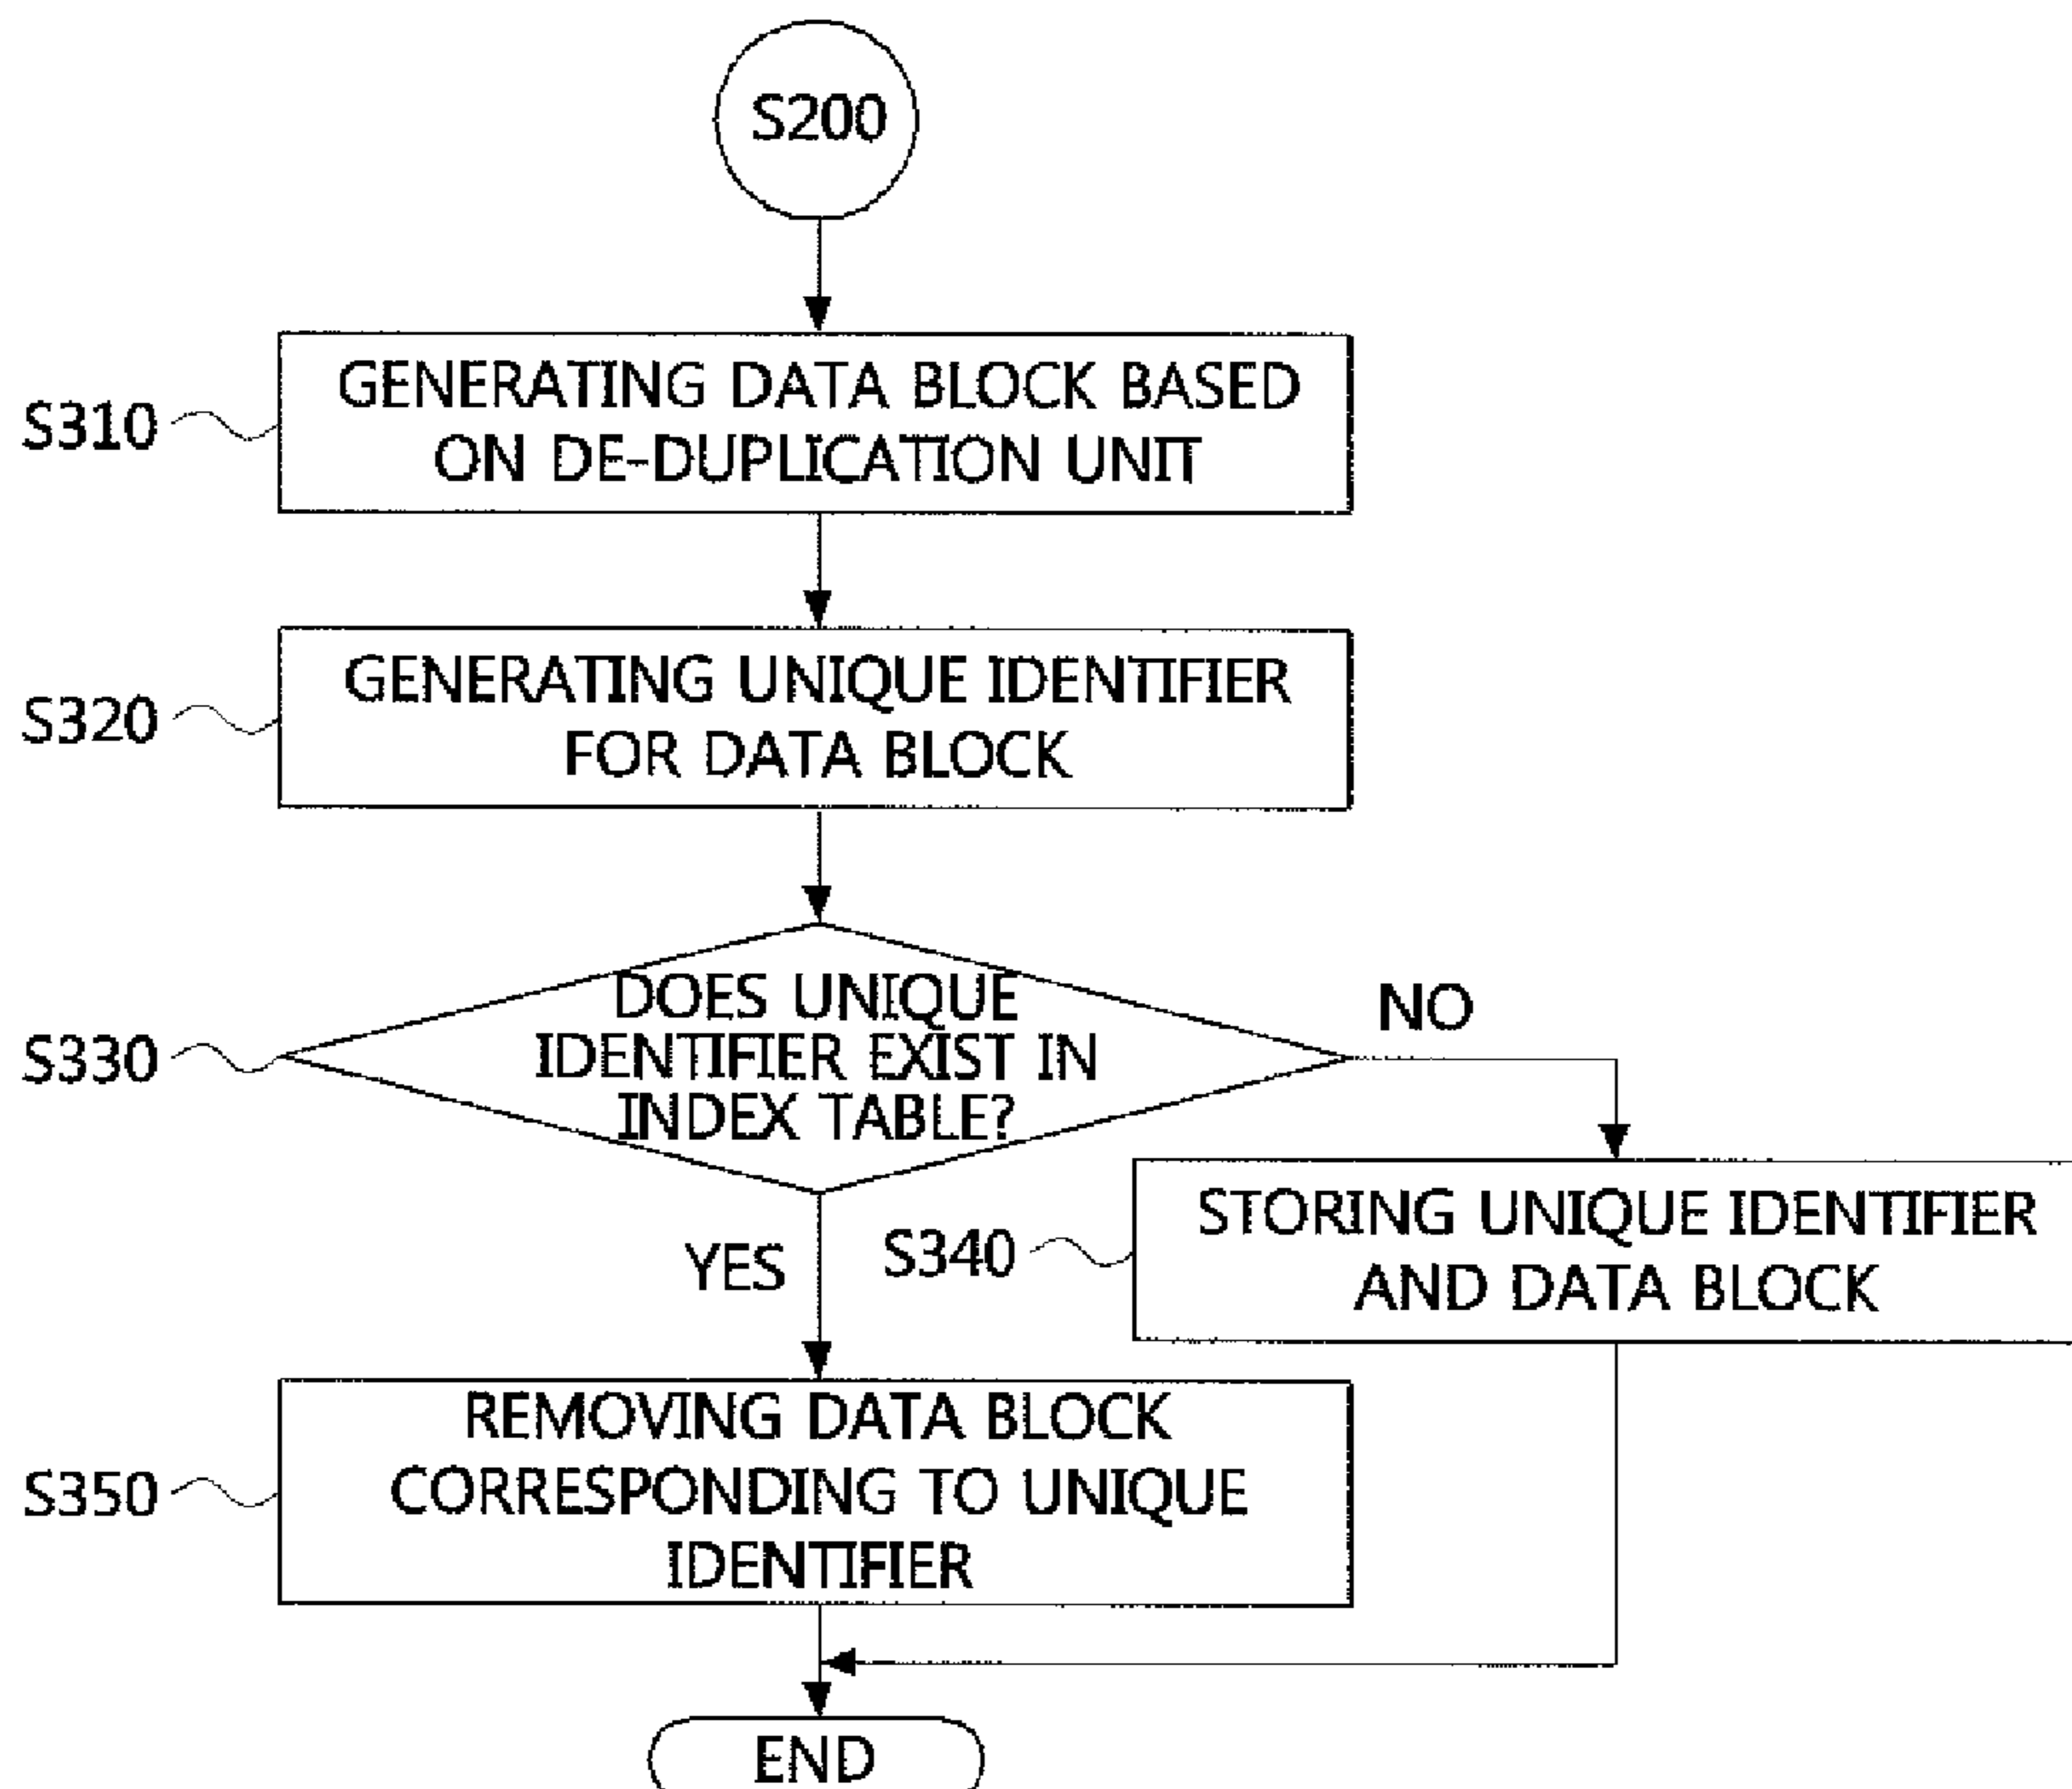 S200
S310
GENERATING DATA BLOCK BASED
ON DE-DUPLICATION UNIT
S320
GENERATING UNIQUE IDENTIFIER
FOR DATA BLOCK
S330
DOES UNIQUE
IDENTIFIER EXIST IN
INDEX TABLE?
NO
YES
S340
STORING UNIQUE IDENTIFIER
AND DATA BLOCK
S350
REMOVING DATA BLOCK
CORRESPONDING TO UNIQUE
IDENTIFIER
END